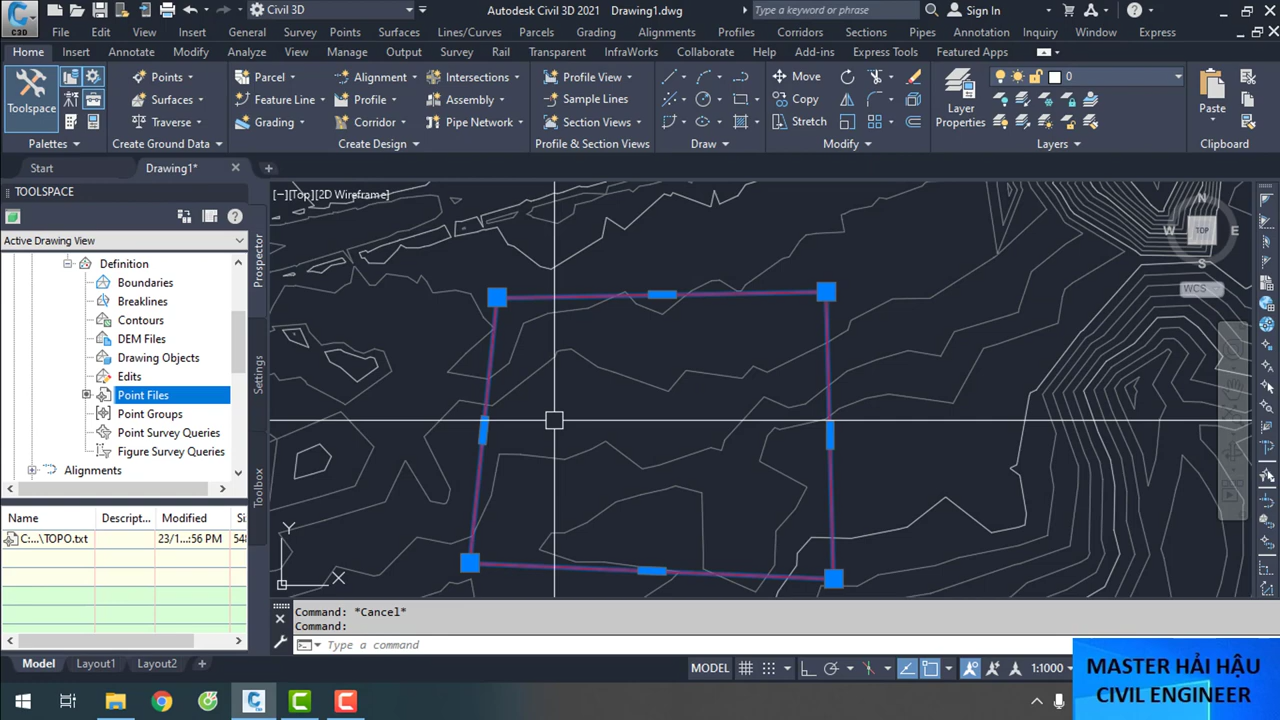 Civil 3D
Autodesk Civil 3D 2021 Drawing1.dwg
Type a keyword or phrase
Sign In
C3D
File Edit View Insert General Survey Points Surfaces Lines/Curves Parcels Grading Alignments Profiles Corridors Sections Pipes Annotation Inquiry Window Express
Home Insert Annotate Modify Analyze View Manage Output Survey Rail Transparent InfraWorks Collaborate Help Add-ins Express Tools Featured Apps
Points Parcel Alignment Intersections Profile View Move 0
Toolspace Surfaces Feature Line Profile Assembly Sample Lines Copy Layer Properties Paste
Traverse Grading Corridor Pipe Network Section Views Stretch
Palettes Create Ground Data Create Design Profile & Section Views Draw Modify Layers Clipboard
Start Drawing1*
TOOLSPACE
[−][Top][2D Wireframe]
N
W TOP E
S
WCS
Active Drawing View
Prospector
Settings
Toolbox
Definition
Boundaries
Breaklines
Contours
DEM Files
Drawing Objects
Edits
Point Files
Point Groups
Point Survey Queries
Figure Survey Queries
Alignments
Name Descript... Modified Si
C:...\TOPO.txt 23/1...:56 PM 548
Y
X
Command: *Cancel*
Command:
Type a command
Model Layout1 Layout2
MODEL 1:1000
MASTER HẢI HẬU
CIVIL ENGINEER